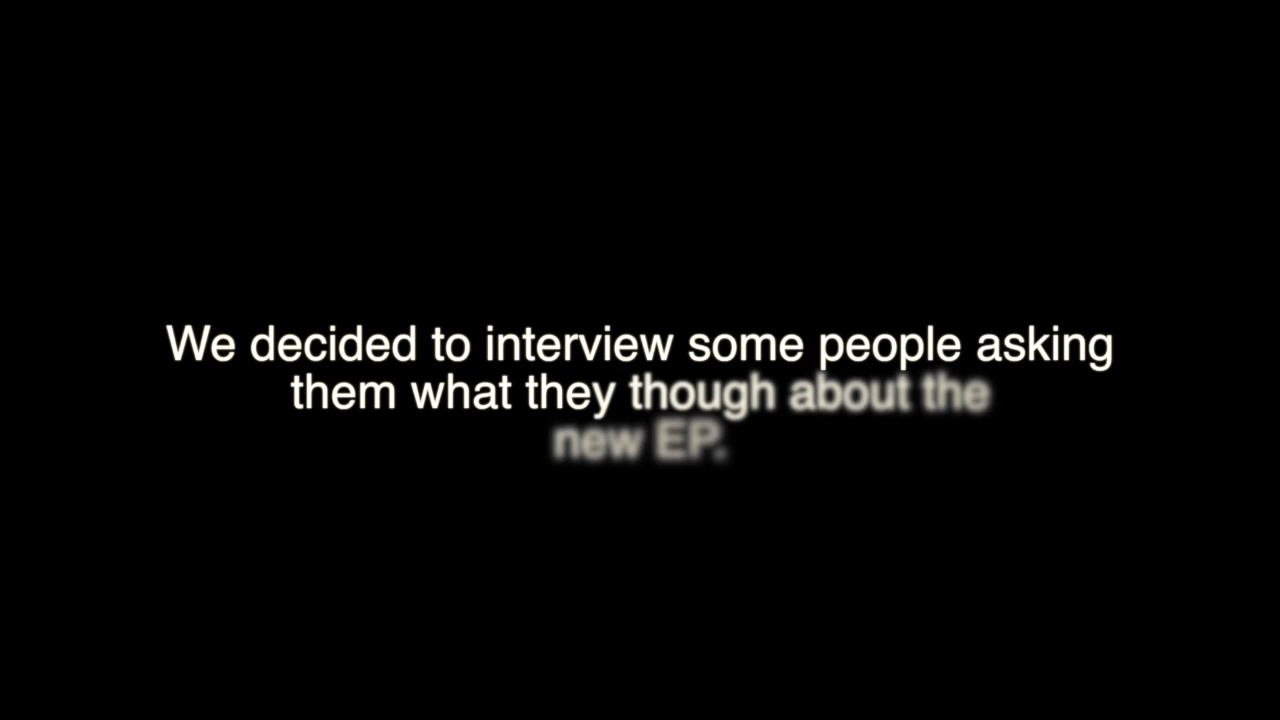 We decided to interview some people asking
them what they though about the
new EP.